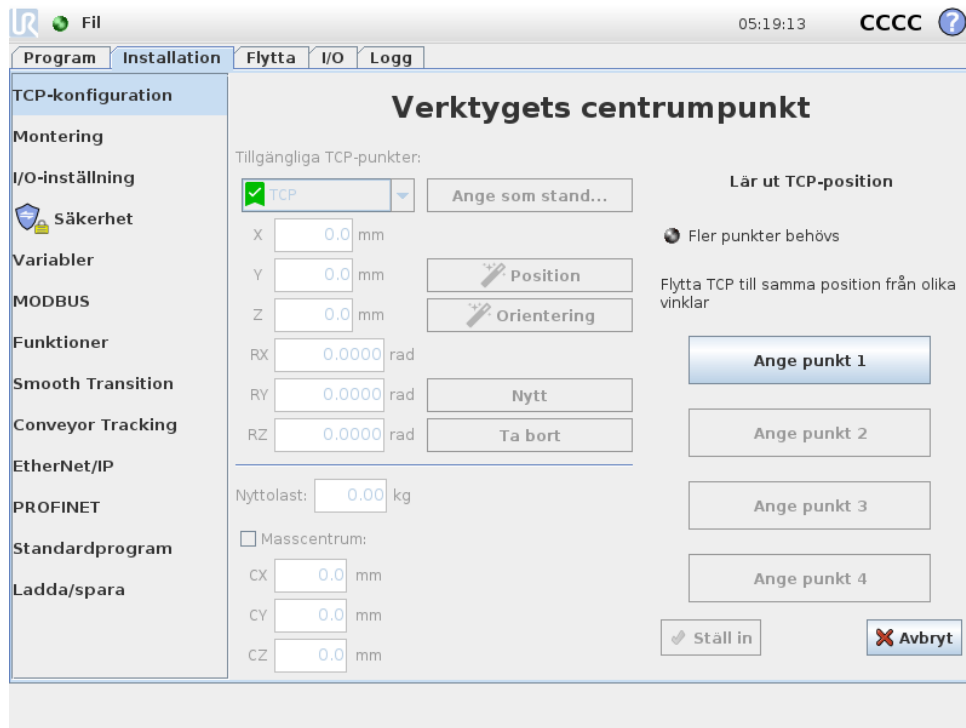 UR Fil 05:19:13 CCCC ?
Program Installation Flytta I/O Logg
TCP-konfiguration
Montering
I/O-inställning
Säkerhet
Variabler
MODBUS
Funktioner
Smooth Transition
Conveyor Tracking
EtherNet/IP
PROFINET
Standardprogram
Ladda/spara
Verktygets centrumpunkt
Tillgängliga TCP-punkter:
TCP Ange som stand...
X 0.0 mm
Y 0.0 mm Position
Z 0.0 mm Orientering
RX 0.0000 rad
RY 0.0000 rad Nytt
RZ 0.0000 rad Ta bort
Nyttolast: 0.00 kg
Masscentrum:
CX 0.0 mm
CY 0.0 mm
CZ 0.0 mm
Lär ut TCP-position
Fler punkter behövs
Flytta TCP till samma position från olika
vinklar
Ange punkt 1
Ange punkt 2
Ange punkt 3
Ange punkt 4
Ställ in Avbryt